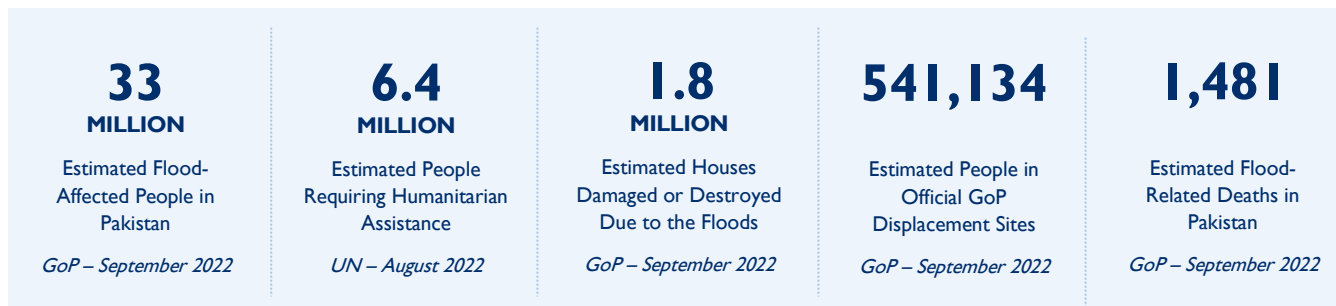 33
MILLION
Estimated Flood-
Affected People in
Pakistan
GoP – September 2022
6.4
MILLION
Estimated People
Requiring Humanitarian
Assistance
UN – August 2022
1.8
MILLION
Estimated Houses
Damaged or Destroyed
Due to the Floods
GoP – September 2022
541,134
Estimated People in
Official GoP
Displacement Sites
GoP – September 2022
1,481
Estimated Flood-
Related Deaths in
Pakistan
GoP – September 2022